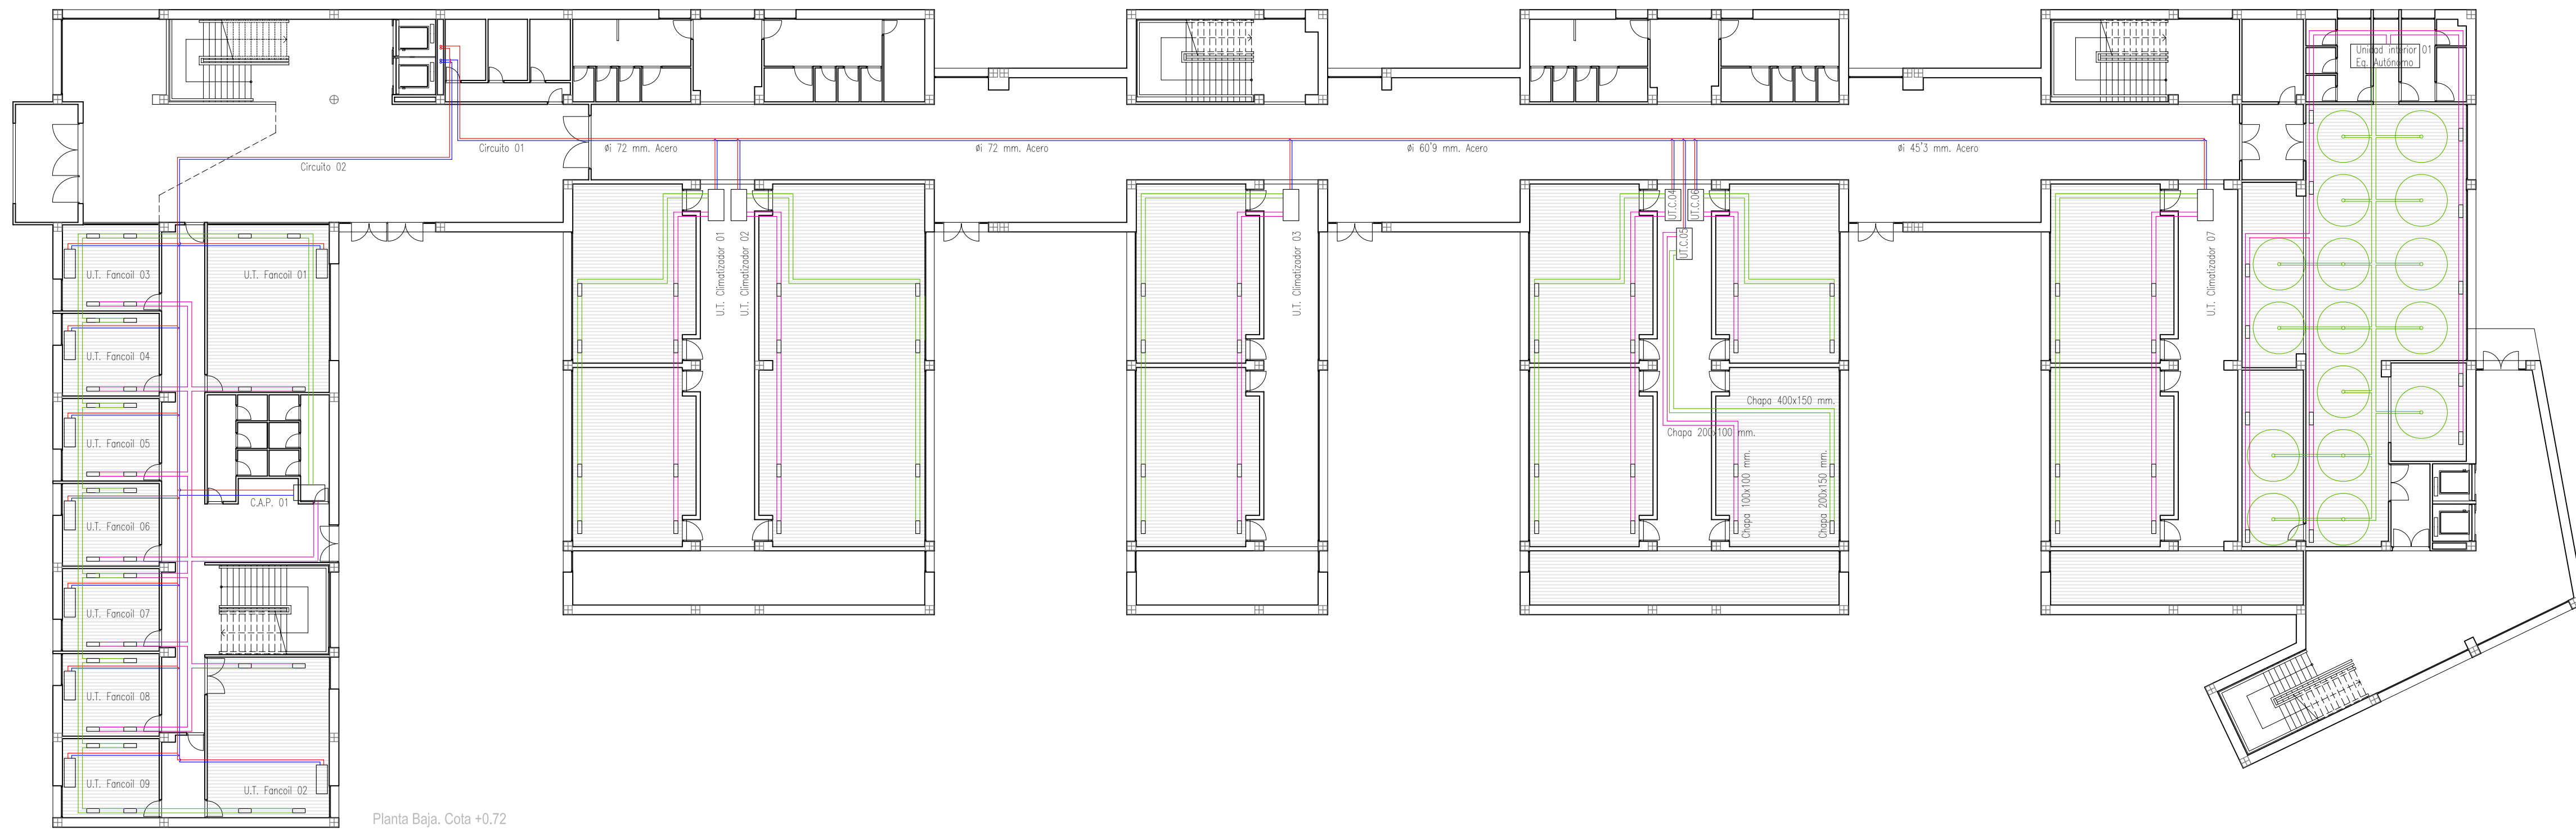 Unidad interior 01
Eq. Autónomo
Circuito 01
Øi 72 mm. Acero
Øi 72 mm. Acero
Øi 60'9 mm. Acero
Øi 45'3 mm. Acero
Circuito 02
U.T. Fancoil 03
U.T. Fancoil 01
U.T. Climatizador 01
U.T. Climatizador 02
U.T. Climatizador 03
UT.C.04
UT.C.05
UT.C.06
U.T. Climatizador 07
U.T. Fancoil 04
Chapa 400x150 mm.
Chapa 200x100 mm.
U.T. Fancoil 05
Chapa 100x100 mm.
Chapa 200x150 mm.
C.A.P. 01
U.T. Fancoil 06
U.T. Fancoil 07
U.T. Fancoil 08
U.T. Fancoil 09
U.T. Fancoil 02
Planta Baja. Cota +0.72